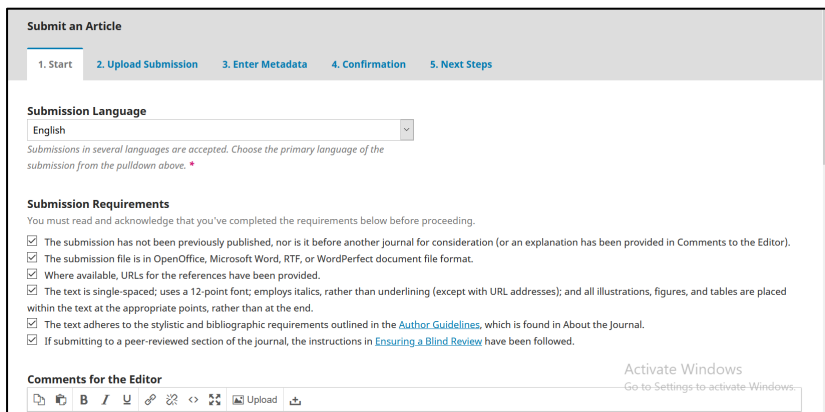 Submit an Article
1. Start 2. Upload Submission 3. Enter Metadata 4. Confirmation 5. Next Steps
Submission Language
English
Submissions in several languages are accepted. Choose the primary language of the
submission from the pulldown above. *
Submission Requirements
You must read and acknowledge that you've completed the requirements below before proceeding.
The submission has not been previously published, nor is it before another journal for consideration (or an explanation has been provided in Comments to the Editor).
The submission file is in OpenOffice, Microsoft Word, RTF, or WordPerfect document file format.
Where available, URLs for the references have been provided.
The text is single-spaced; uses a 12-point font; employs italics, rather than underlining (except with URL addresses); and all illustrations, figures, and tables are placed
within the text at the appropriate points, rather than at the end.
The text adheres to the stylistic and bibliographic requirements outlined in the Author Guidelines, which is found in About the Journal.
If submitting to a peer-reviewed section of the journal, the instructions in Ensuring a Blind Review have been followed.
Activate Windows
Comments for the Editor
Go to Settings to activate Windows.
B I U Upload